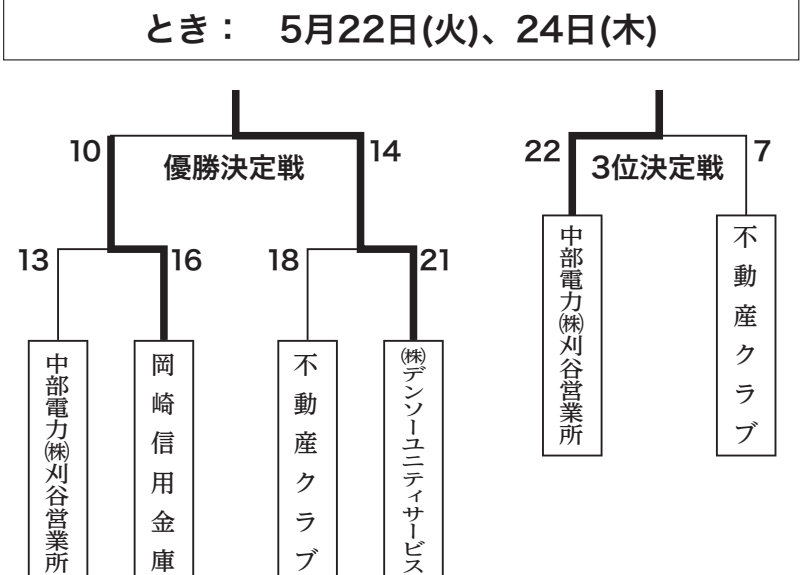 とき：　5月22日(火)、24日(木)
10
優勝決定戦
14
22
3位決定戦
7
13
16
18
21
中部電力㈱刈谷営業所
不動産クラブ
中部電力㈱刈谷営業所
岡崎信用金庫
不動産クラブ
㈱デンソーユニティサービス